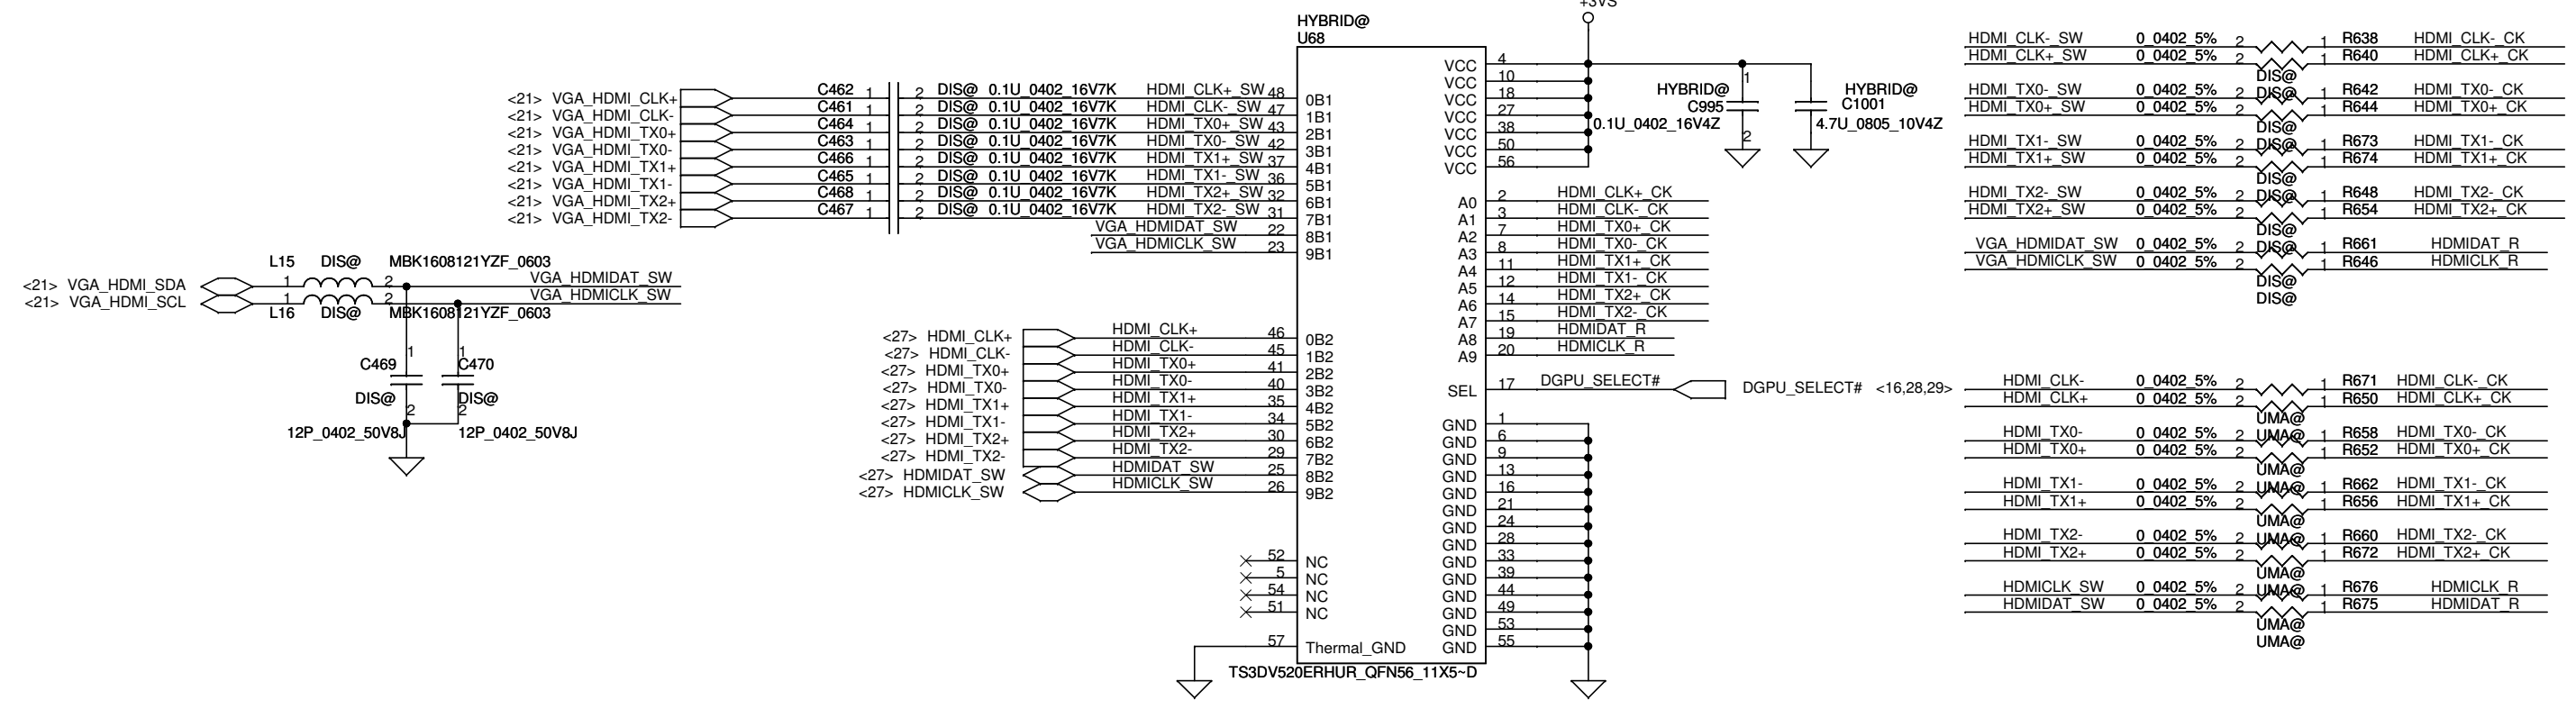 <21> VGA_HDMI_CLK+ C462 1 2 DIS@ 0.1U_0402_16V7K HDMI_CLK+_SW 48 0B1
<21> VGA_HDMI_CLK- C461 1 2 DIS@ 0.1U_0402_16V7K HDMI_CLK-_SW 47 1B1
<21> VGA_HDMI_TX0+ C464 1 2 DIS@ 0.1U_0402_16V7K HDMI_TX0+_SW 43 2B1
<21> VGA_HDMI_TX0- C463 1 2 DIS@ 0.1U_0402_16V7K HDMI_TX0-_SW 42 3B1
<21> VGA_HDMI_TX1+ C466 1 2 DIS@ 0.1U_0402_16V7K HDMI_TX1+_SW 37 4B1
<21> VGA_HDMI_TX1- C465 1 2 DIS@ 0.1U_0402_16V7K HDMI_TX1-_SW 36 5B1
<21> VGA_HDMI_TX2+ C468 1 2 DIS@ 0.1U_0402_16V7K HDMI_TX2+_SW 32 6B1
<21> VGA_HDMI_TX2- C467 1 2 DIS@ 0.1U_0402_16V7K HDMI_TX2-_SW 31 7B1
VGA_HDMIDAT_SW 22 8B1
VGA_HDMICLK_SW 23 9B1
L15 DIS@ MBK1608121YZF_0603
<21> VGA_HDMI_SDA 1 2 VGA_HDMIDAT_SW
<21> VGA_HDMI_SCL 1 2 VGA_HDMICLK_SW
L16 DIS@ MBK1608121YZF_0603
1 1
C469 C470
DIS@ DIS@
2 2
12P_0402_50V8J 12P_0402_50V8J
<27> HDMI_CLK+ HDMI_CLK+ 46 0B2
<27> HDMI_CLK- HDMI_CLK- 45 1B2
<27> HDMI_TX0+ HDMI_TX0+ 41 2B2
<27> HDMI_TX0- HDMI_TX0- 40 3B2
<27> HDMI_TX1+ HDMI_TX1+ 35 4B2
<27> HDMI_TX1- HDMI_TX1- 34 5B2
<27> HDMI_TX2+ HDMI_TX2+ 30 6B2
<27> HDMI_TX2- HDMI_TX2- 29 7B2
<27> HDMIDAT_SW HDMIDAT_SW 25 8B2
<27> HDMICLK_SW HDMICLK_SW 26 9B2
52 NC
5 NC
54 NC
51 NC
57 Thermal_GND
HYBRID@
U68
+3VS
VCC 4
VCC 10
VCC 18
VCC 27
VCC 38
VCC 50
VCC 56
1
HYBRID@ HYBRID@
C995 C1001
0.1U_0402_16V4Z 4.7U_0805_10V4Z
2
A0 2 HDMI_CLK+_CK
A1 3 HDMI_CLK-_CK
A2 7 HDMI_TX0+_CK
A3 8 HDMI_TX0-_CK
A4 11 HDMI_TX1+_CK
A5 12 HDMI_TX1-_CK
A6 14 HDMI_TX2+_CK
A7 15 HDMI_TX2-_CK
A8 19 HDMIDAT_R
A9 20 HDMICLK_R
SEL 17 DGPU_SELECT# DGPU_SELECT# <16,28,29>
GND 1
GND 6
GND 9
GND 13
GND 16
GND 21
GND 24
GND 28
GND 33
GND 39
GND 44
GND 49
GND 53
GND 55
TS3DV520ERHUR_QFN56_11X5~D
HDMI_CLK-_SW 0_0402_5% 2 1 R638 HDMI_CLK-_CK
HDMI_CLK+_SW 0_0402_5% 2 1 R640 HDMI_CLK+_CK
DIS@
HDMI_TX0-_SW 0_0402_5% 2 DIS@ 1 R642 HDMI_TX0-_CK
HDMI_TX0+_SW 0_0402_5% 2 1 R644 HDMI_TX0+_CK
DIS@
HDMI_TX1-_SW 0_0402_5% 2 DIS@ 1 R673 HDMI_TX1-_CK
HDMI_TX1+_SW 0_0402_5% 2 1 R674 HDMI_TX1+_CK
DIS@
HDMI_TX2-_SW 0_0402_5% 2 DIS@ 1 R648 HDMI_TX2-_CK
HDMI_TX2+_SW 0_0402_5% 2 1 R654 HDMI_TX2+_CK
DIS@
VGA_HDMIDAT_SW 0_0402_5% 2 DIS@ 1 R661 HDMIDAT_R
VGA_HDMICLK_SW 0_0402_5% 2 1 R646 HDMICLK_R
DIS@
DIS@
HDMI_CLK- 0_0402_5% 2 1 R671 HDMI_CLK-_CK
HDMI_CLK+ 0_0402_5% 2 1 R650 HDMI_CLK+_CK
UMA@
HDMI_TX0- 0_0402_5% 2 UMA@ 1 R658 HDMI_TX0-_CK
HDMI_TX0+ 0_0402_5% 2 1 R652 HDMI_TX0+_CK
UMA@
HDMI_TX1- 0_0402_5% 2 UMA@ 1 R662 HDMI_TX1-_CK
HDMI_TX1+ 0_0402_5% 2 1 R656 HDMI_TX1+_CK
UMA@
HDMI_TX2- 0_0402_5% 2 UMA@ 1 R660 HDMI_TX2-_CK
HDMI_TX2+ 0_0402_5% 2 1 R672 HDMI_TX2+_CK
UMA@
HDMICLK_SW 0_0402_5% 2 UMA@ 1 R676 HDMICLK_R
HDMIDAT_SW 0_0402_5% 2 1 R675 HDMIDAT_R
UMA@
UMA@